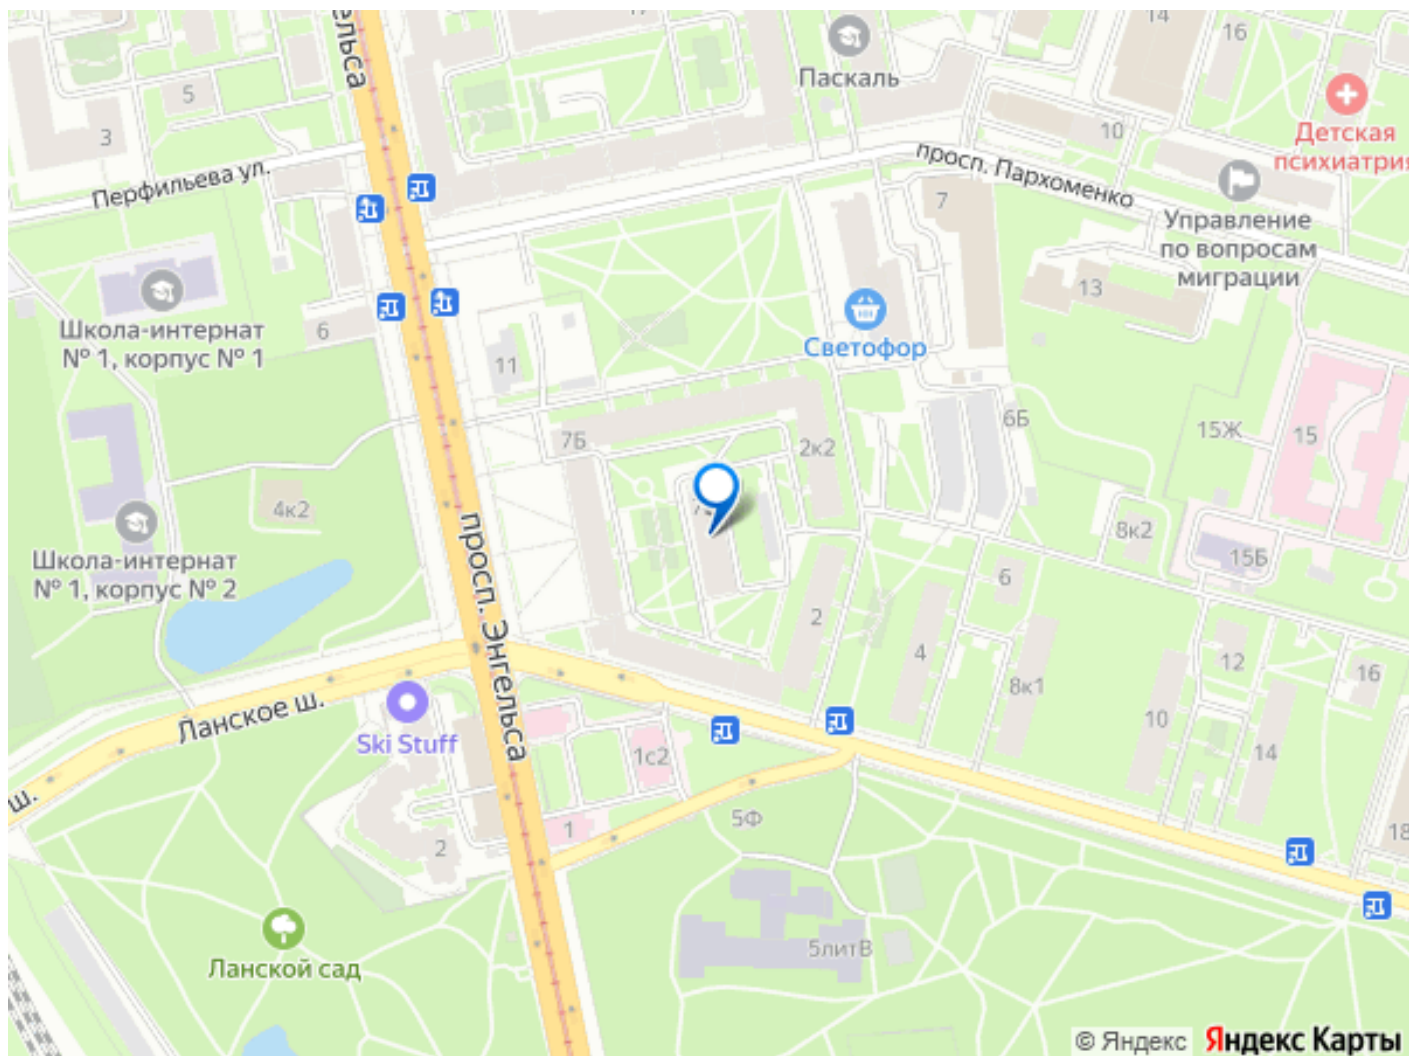 ельса
14
16
Паскаль
5
3
10
Детская
психиатрия
Перфильева ул.
просп. Пархоменко
7
Управление
по вопросам
миграции
13
Школа-интернат
№ 1, корпус № 1
6
Светофор
11
7Б
2к2
6Б
15Ж
15
4к2
8к2
15Б
Школа-интернат
№ 1, корпус № 2
просп. Энгельса
6
2
4
12
16
8к1
10
14
Ланское ш.
Ski Stuff
1с2
ш.
5Ф
1
2
18
5литВ
Ланской сад
© Яндекс Яндекс Карты